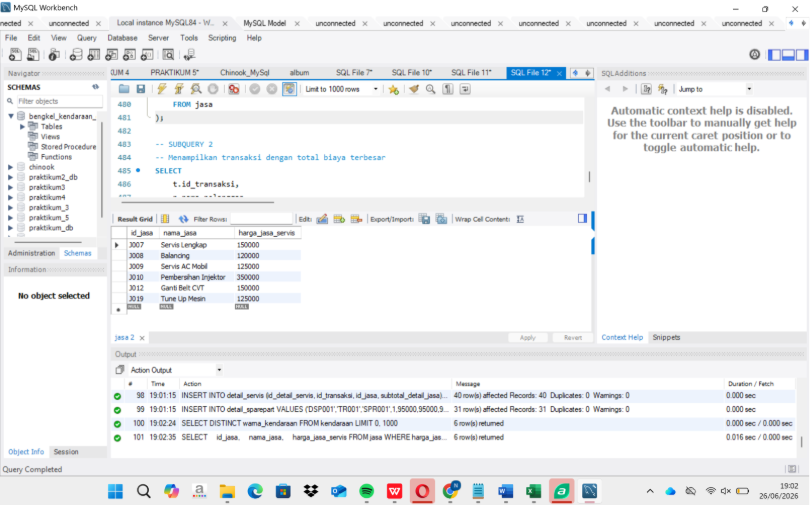 MySQL Workbench
nected × Local instance MySQL84 - W... × MySQL Model × unconnected × unconnected × unconnected × unconnected × unconnected × unconnected × unconnected ×
File Edit View Query Database Server Tools Scripting Help
Navigator
SCHEMAS
Filter objects
bengkel_kendaraan_
Tables
Views
Stored Procedure
Functions
chinook
praktikum2_db
praktikum3
praktikum4
praktikum_3
praktikum_5
praktikum_db
Administration Schemas
Information
No object selected
Object Info Session
UM 4 PRAKTIKUM 5* Chinook_MySql album SQL File 7* SQL File 10* SQL File 11* SQL File 12* ×
Limit to 1000 rows
480 FROM jasa
481 );
482
483 -- SUBQUERY 2
484 -- Menampilkan transaksi dengan total biaya terbesar
485 SELECT
486 t.id_transaksi,
Result Grid Filter Rows: Edit: Export/Import: Wrap Cell Content:
id_jasa nama_jasa harga_jasa_servis
J007 Servis Lengkap 150000
J008 Balancing 120000
J009 Servis AC Mobil 125000
J010 Pembersihan Injektor 350000
J012 Ganti Belt CVT 150000
J019 Tune Up Mesin 125000
NULL NULL NULL
jasa 2 × Apply Revert
SQLAdditions
Jump to
Automatic context help is disabled.
Use the toolbar to manually get help
for the current caret position or to
toggle automatic help.
Context Help Snippets
Output
Action Output
# Time Action Message Duration / Fetch
98 19:01:15 INSERT INTO detail_servis (id_detail_servis, id_transaksi, id_jasa, subtotal_detail_jasa)... 40 row(s) affected Records: 40 Duplicates: 0 Warnings: 0 0.000 sec
99 19:01:15 INSERT INTO detail_sparepart VALUES ('DSP001','TR001','SPR001',1,95000,95000,9... 31 row(s) affected Records: 31 Duplicates: 0 Warnings: 0 0.000 sec
100 19:02:24 SELECT DISTINCT warna_kendaraan FROM kendaraan LIMIT 0, 1000 6 row(s) returned 0.000 sec / 0.000 sec
101 19:02:35 SELECT id_jasa, nama_jasa, harga_jasa_servis FROM jasa WHERE harga_jas... 6 row(s) returned 0.016 sec / 0.000 sec
Query Completed
19:02
26/06/2026